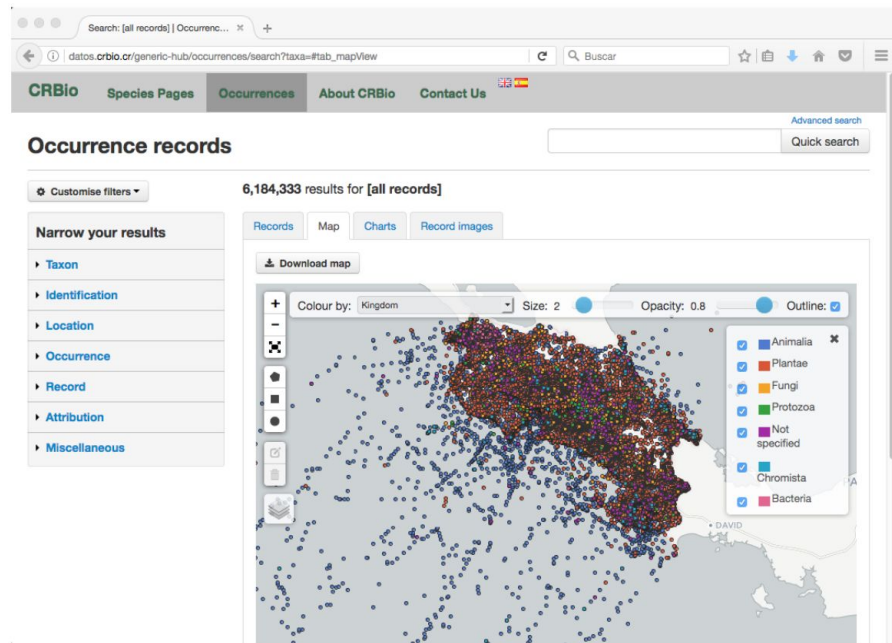 Search: [all records] | Occurrenc...
datos.crbio.cr/generic-hub/occurrences/search?taxa=#tab_mapView
Buscar
CRBio Species Pages Occurrences About CRBio Contact Us
Advanced search
Occurrence records
Quick search
Customise filters
6,184,333 results for [all records]
Narrow your results
Records Map Charts Record images
Taxon
Download map
Identification
Colour by: Kingdom Size: 2 Opacity: 0.8 Outline:
Location
Occurrence
Record
Attribution
Miscellaneous
Animalia
Plantae
Fungi
Protozoa
Not
specified
Chromista
Bacteria
PA
DAVID